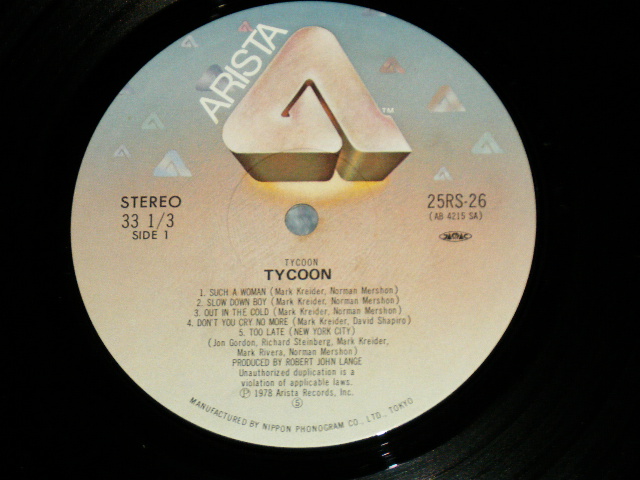 ARISTA
TM
STEREO
33 1/3
SIDE 1
25RS-26
(AB 4215 SA)
TYCOON
TYCOON
1. SUCH A WOMAN (Mark Kreider, Norman Mershon)
2. SLOW DOWN BOY (Mark Kreider, Norman Mershon)
3. OUT IN THE COLD (Mark Kreider, Norman Mershon)
4. DON'T YOU CRY NO MORE (Mark Kreider, David Shapiro)
5. TOO LATE (NEW YORK CITY)
(Jon Gordon, Richard Steinberg, Mark Kreider,
Mark Rivera, Norman Mershon)
PRODUCED BY ROBERT JOHN LANGE
Unauthorized duplication is a
violation of applicable laws.
℗ 1978 Arista Records, Inc.
Ⓢ
MANUFACTURED BY NIPPON PHONOGRAM CO., LTD., TOKYO